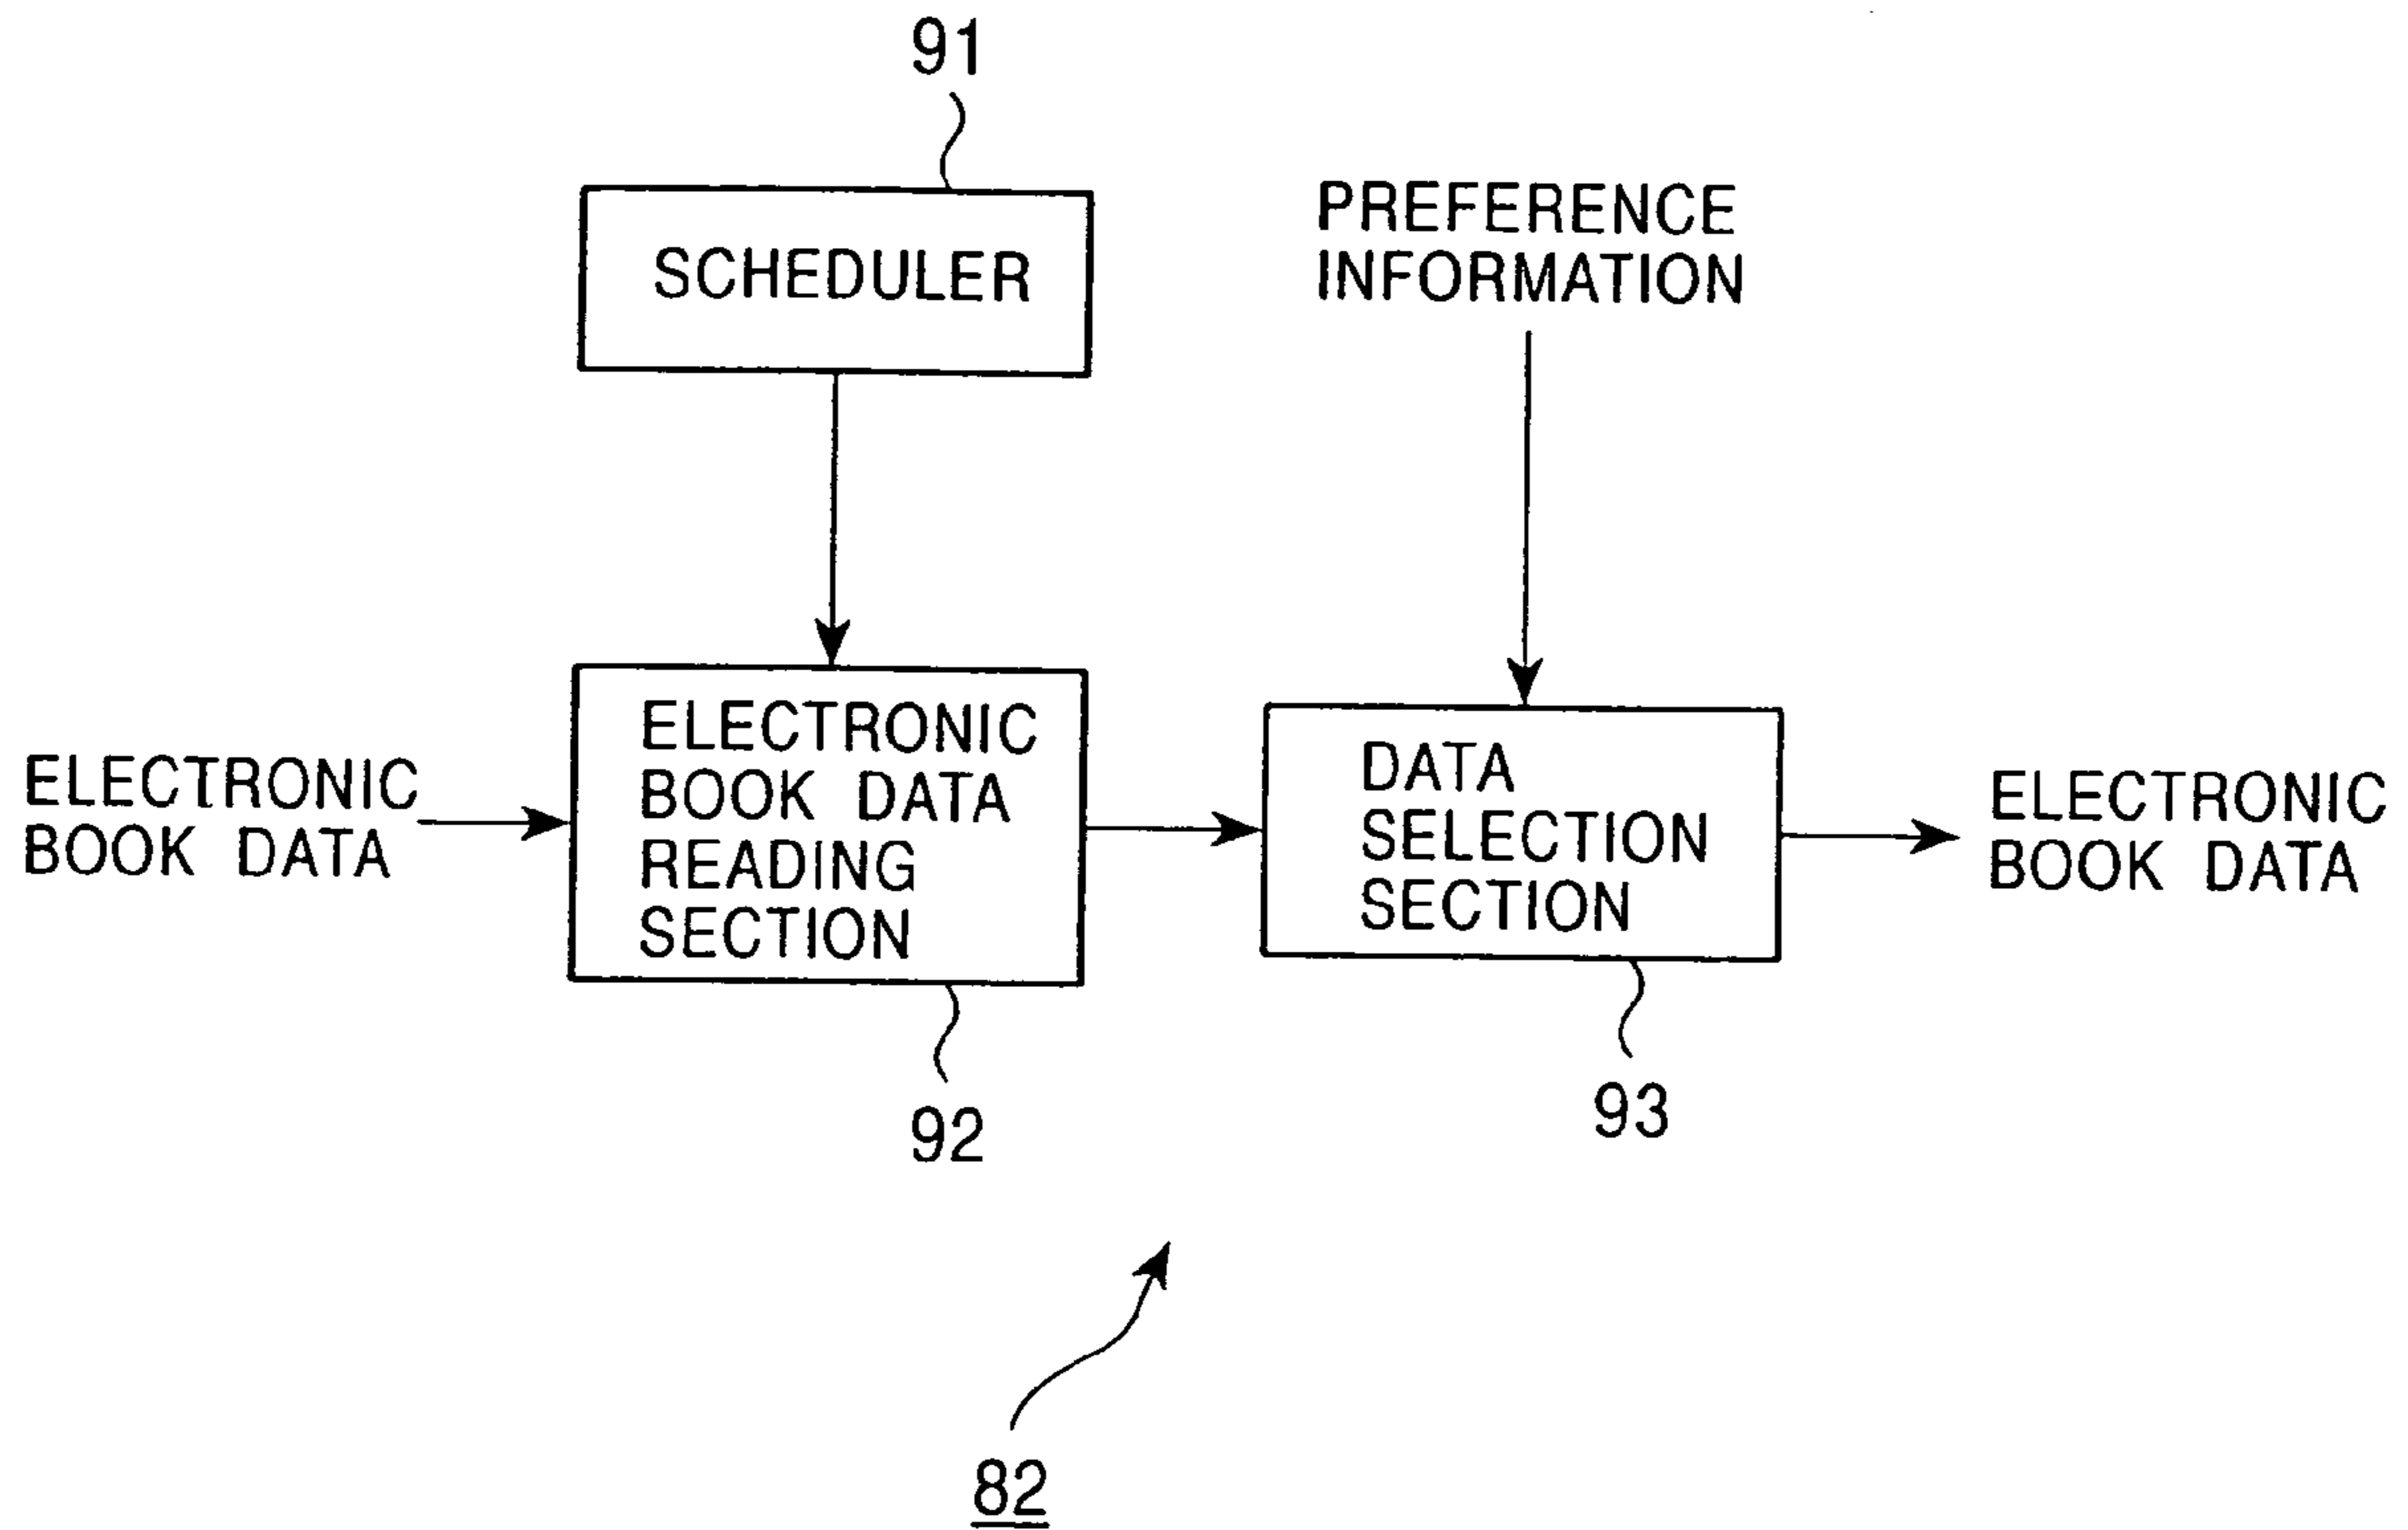 91
SCHEDULER
PREFERENCE
INFORMATION
ELECTRONIC
BOOK DATA
ELECTRONIC
BOOK DATA
READING
SECTION
DATA
SELECTION
SECTION
ELECTRONIC
BOOK DATA
92
93
82